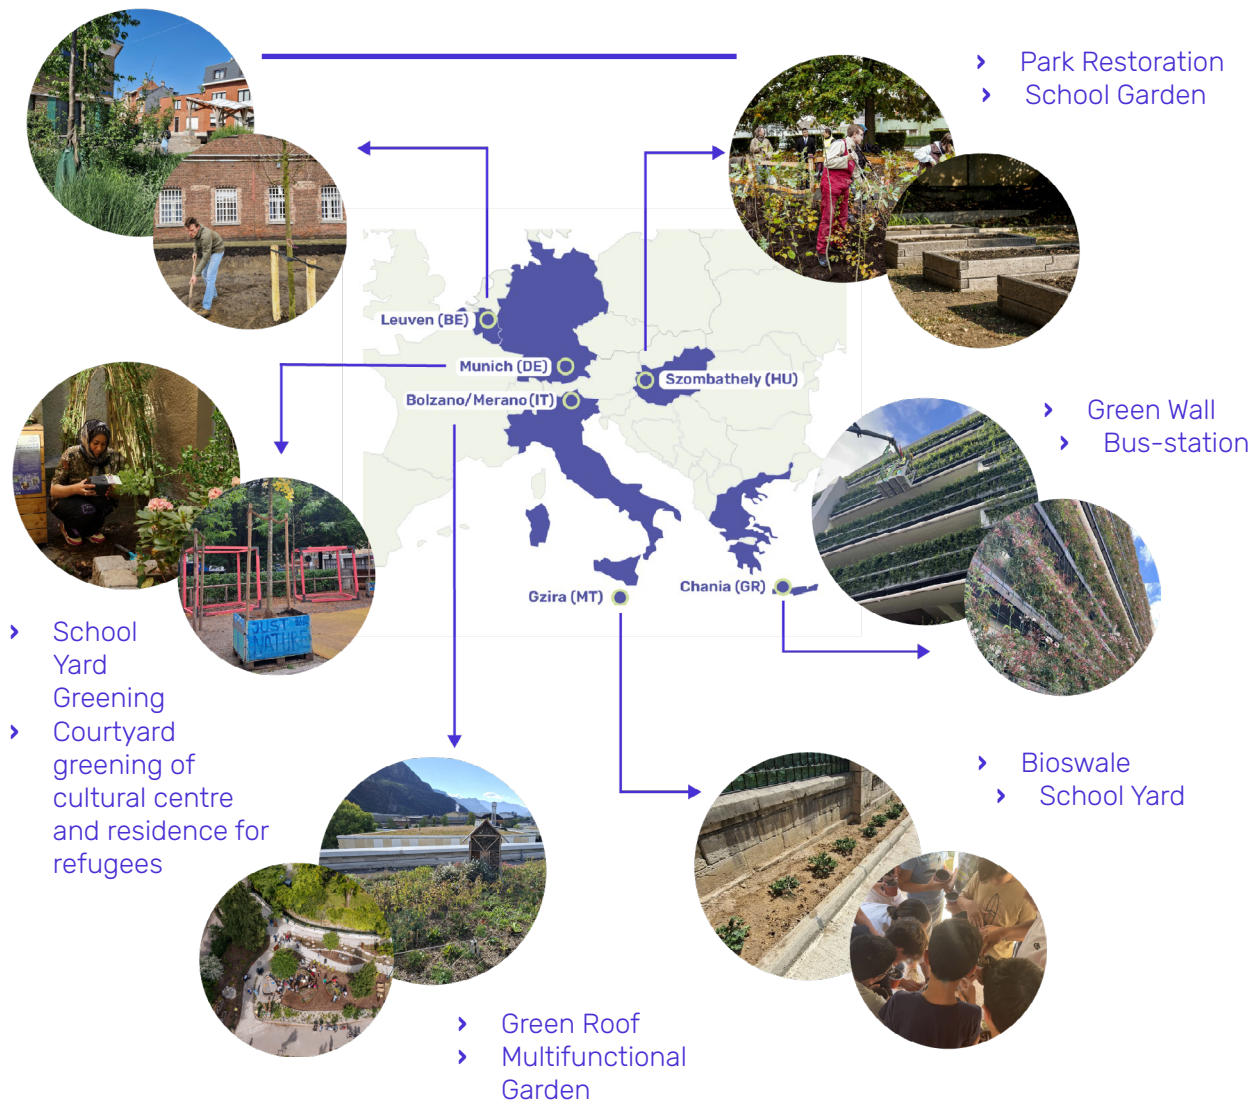 Park Restoration
School Garden
Leuven (BE)
Munich (DE)
Szombathely (HU)
Bolzano/Merano (IT)
Green Wall
Bus-station
Gzira (MT)
Chania (GR)
JUST
NATURE
School
Yard
Greening
Courtyard
greening of
cultural centre
and residence for
refugees
Bioswale
School Yard
Green Roof
Multifunctional
Garden